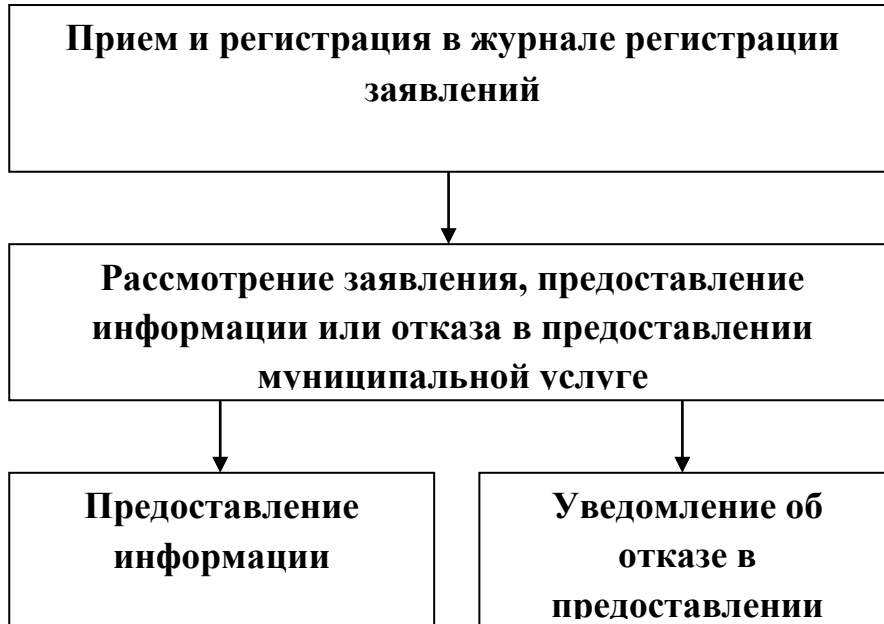 Прием и регистрация в журнале регистрации
заявлений
Рассмотрение заявления, предоставление
информации или отказа в предоставлении
муниципальной услуге
Предоставление
информации
Уведомление об
отказе в
предоставлении